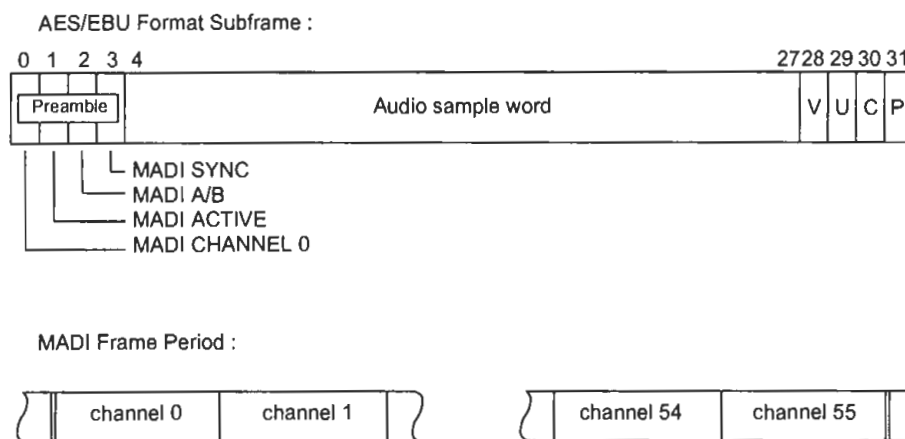 AES/EBU Format Subframe :
0 1 2 3 4 27 28 29 30 31
Preamble Audio sample word V U C P
MADI SYNC
MADI A/B
MADI ACTIVE
MADI CHANNEL 0
MADI Frame Period :
channel 0 channel 1 channel 54 channel 55